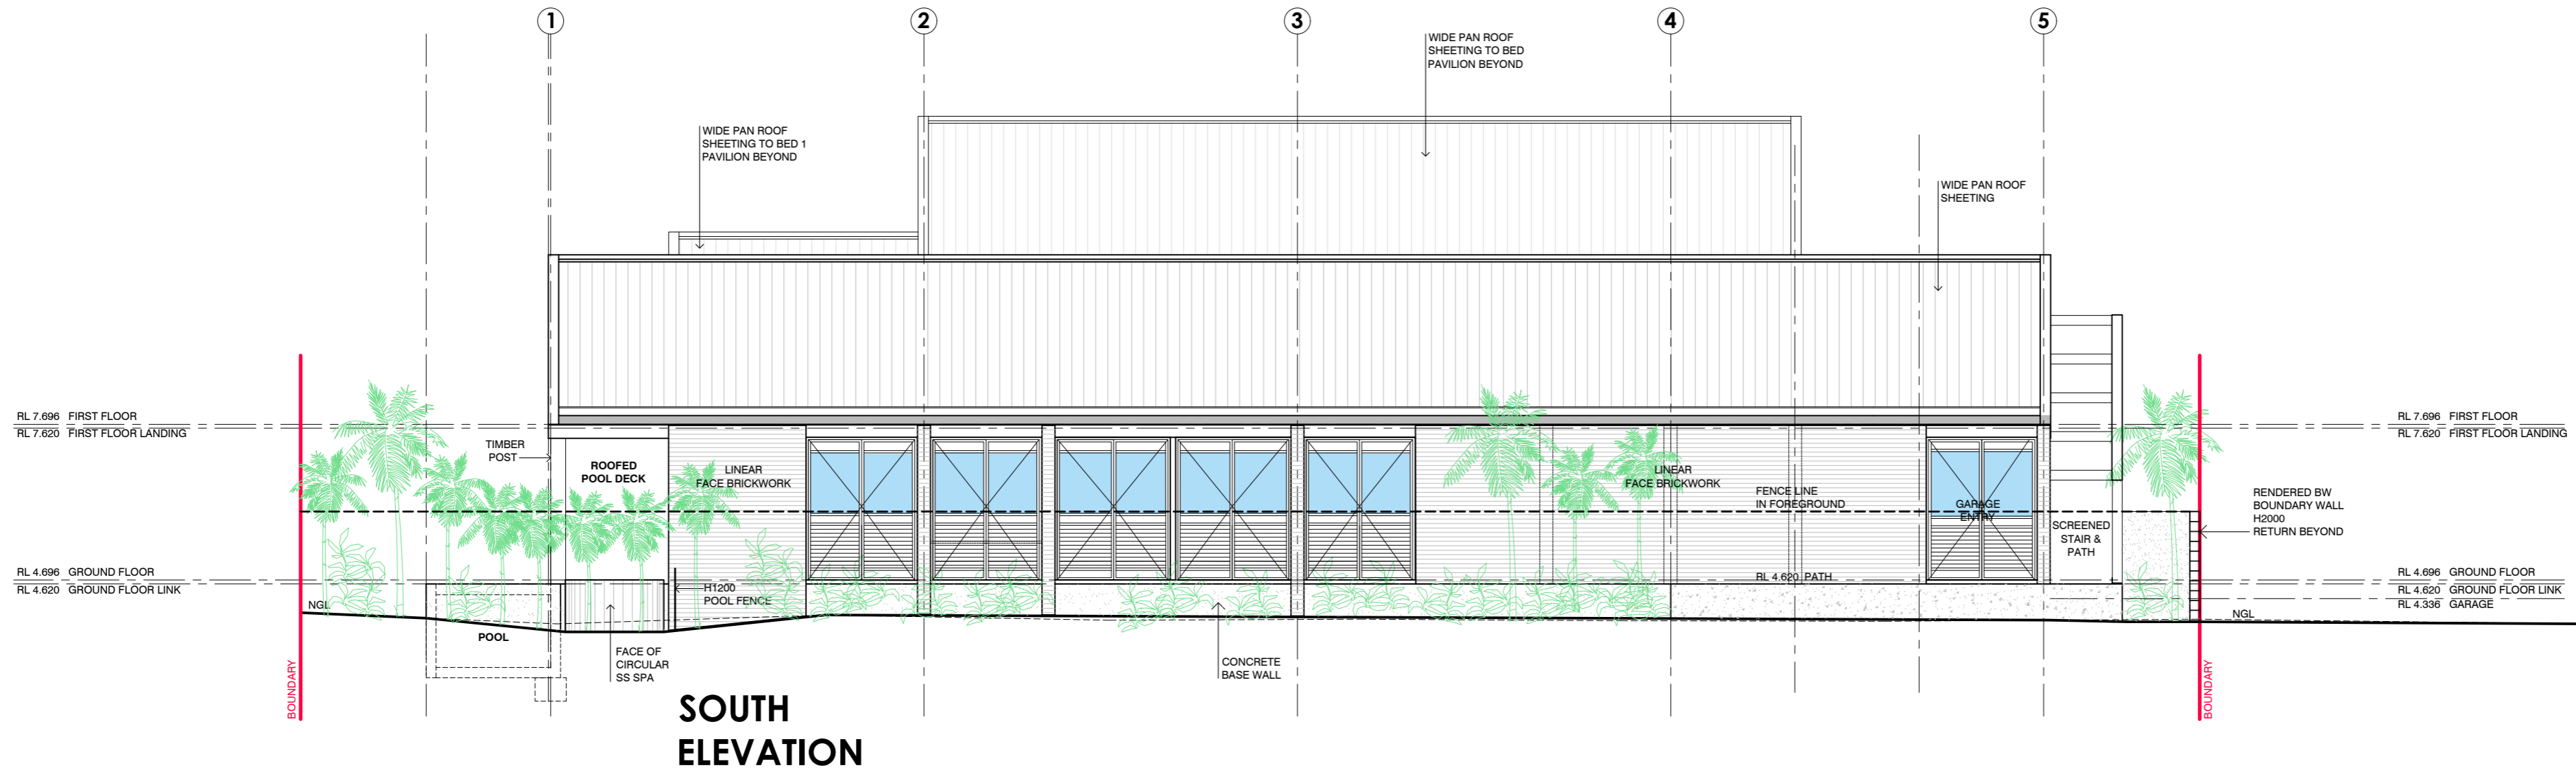 1
2
3
4
5
WIDE PAN ROOF
SHEETING TO BED
PAVILION BEYOND
WIDE PAN ROOF
SHEETING TO BED 1
PAVILION BEYOND
WIDE PAN ROOF
SHEETING
RL 7.696 FIRST FLOOR
RL 7.620 FIRST FLOOR LANDING
TIMBER
POST
ROOFED
POOL DECK
LINEAR
FACE BRICKWORK
LINEAR
FACE BRICKWORK
FENCE LINE
IN FOREGROUND
GARAGE
ENTRY
SCREENED
STAIR &
PATH
RL 7.696 FIRST FLOOR
RL 7.620 FIRST FLOOR LANDING
RENDERED BW
BOUNDARY WALL
H2000
RETURN BEYOND
RL 4.696 GROUND FLOOR
RL 4.620 GROUND FLOOR LINK
NGL
H1200
POOL FENCE
RL 4.620 PATH
RL 4.696 GROUND FLOOR
RL 4.620 GROUND FLOOR LINK
RL 4.336 GARAGE
NGL
POOL
FACE OF
CIRCULAR
SS SPA
CONCRETE
BASE WALL
BOUNDARY
BOUNDARY
SOUTH
ELEVATION